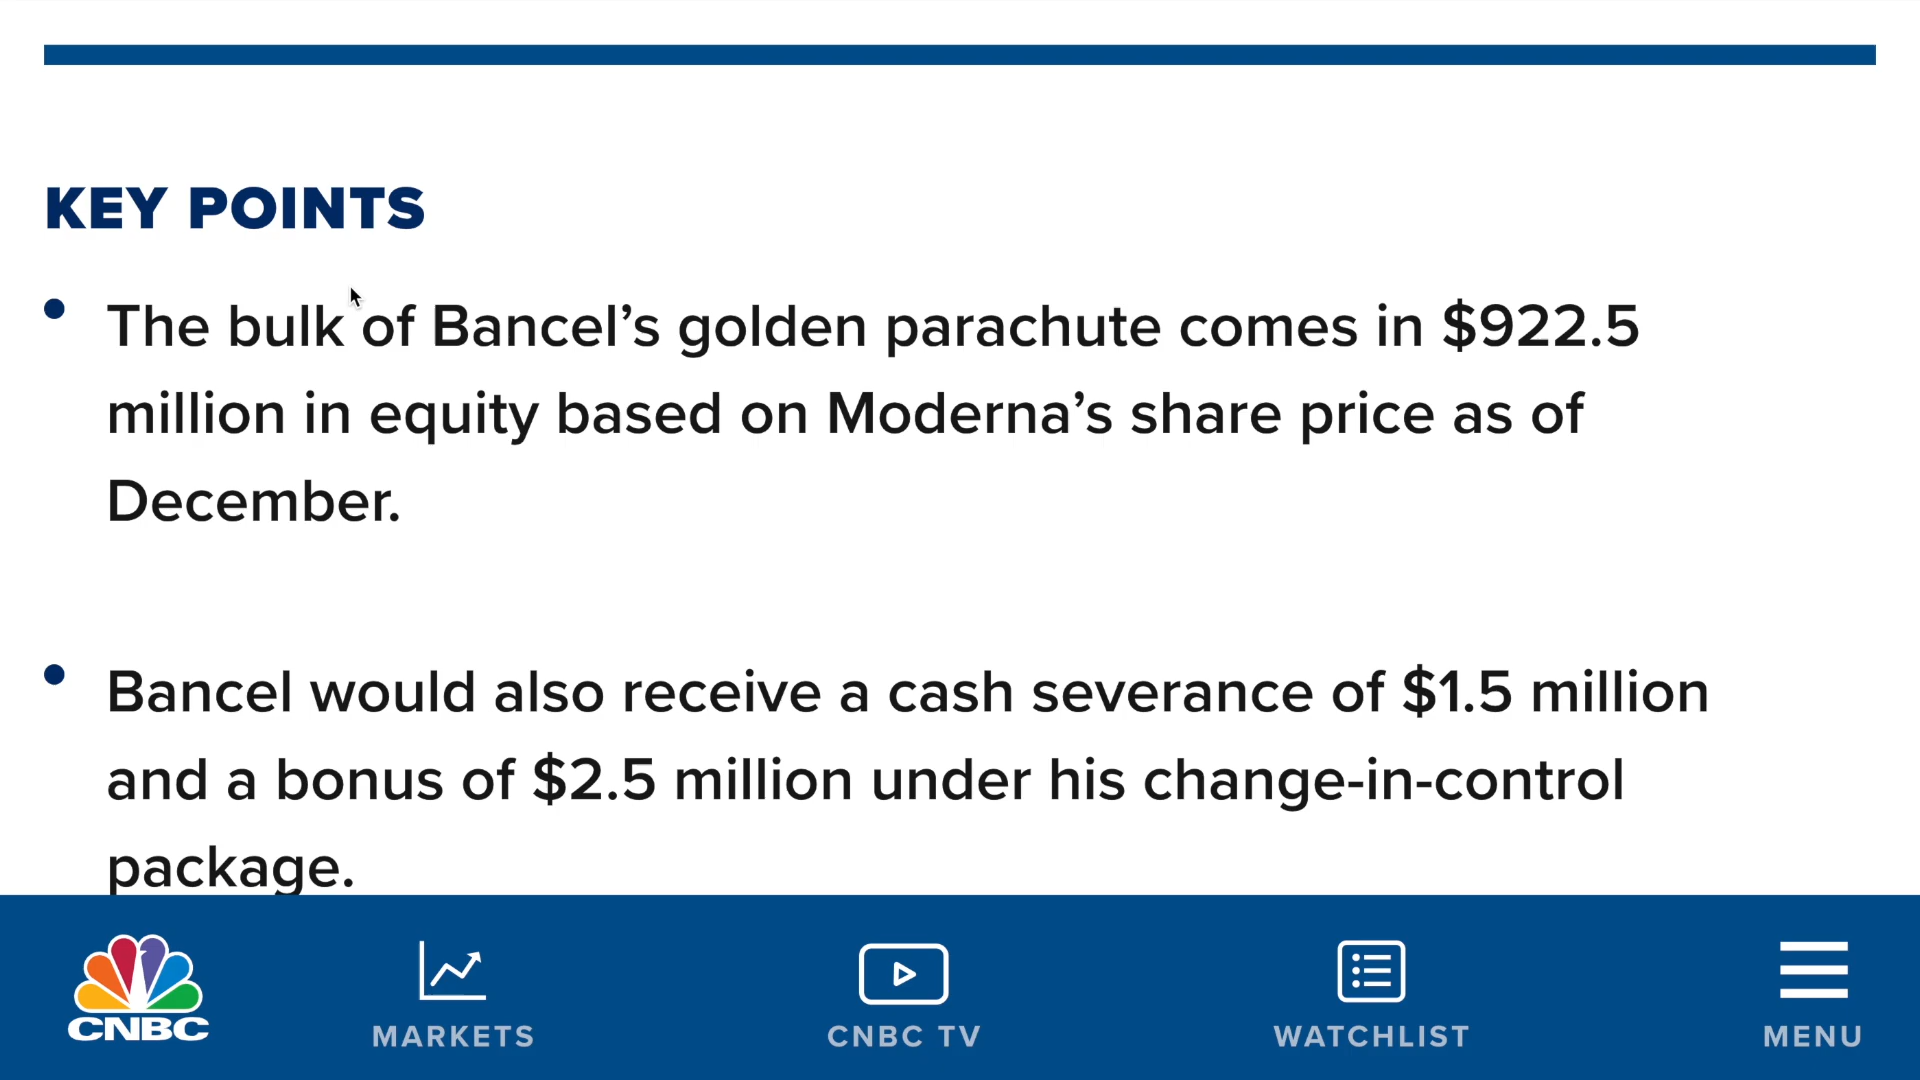 KEY POINTS
• The bulk of Bancel’s golden parachute comes in $922.5
million in equity based on Moderna’s share price as of
December.
• Bancel would also receive a cash severance of $1.5 million
and a bonus of $2.5 million under his change-in-control
package.
CNBC
MARKETS
CNBC TV
WATCHLIST
MENU